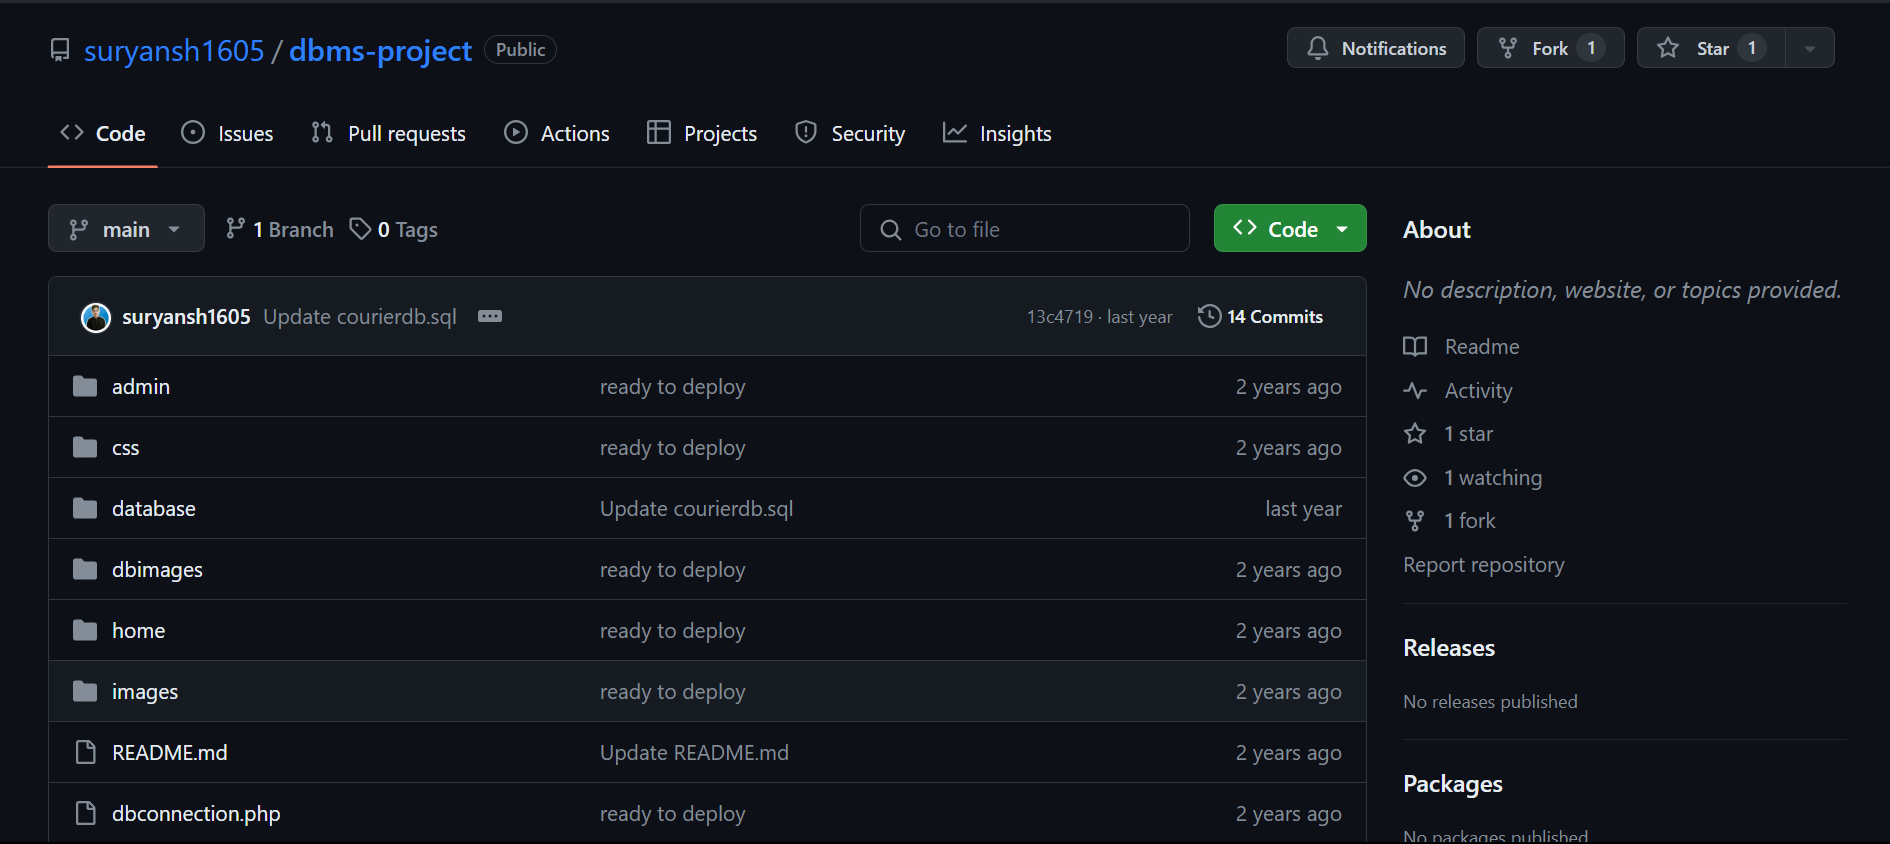 suryansh1605 / dbms-project Public
Notifications Fork 1 Star 1
Code Issues Pull requests Actions Projects Security Insights
main 1 Branch 0 Tags Go to file Code
suryansh1605 Update courierdb.sql 13c4719 · last year 14 Commits
admin ready to deploy 2 years ago
css ready to deploy 2 years ago
database Update courierdb.sql last year
dbimages ready to deploy 2 years ago
home ready to deploy 2 years ago
images ready to deploy 2 years ago
README.md Update README.md 2 years ago
dbconnection.php ready to deploy 2 years ago
About
No description, website, or topics provided.
Readme
Activity
1 star
1 watching
1 fork
Report repository
Releases
No releases published
Packages
No packages published